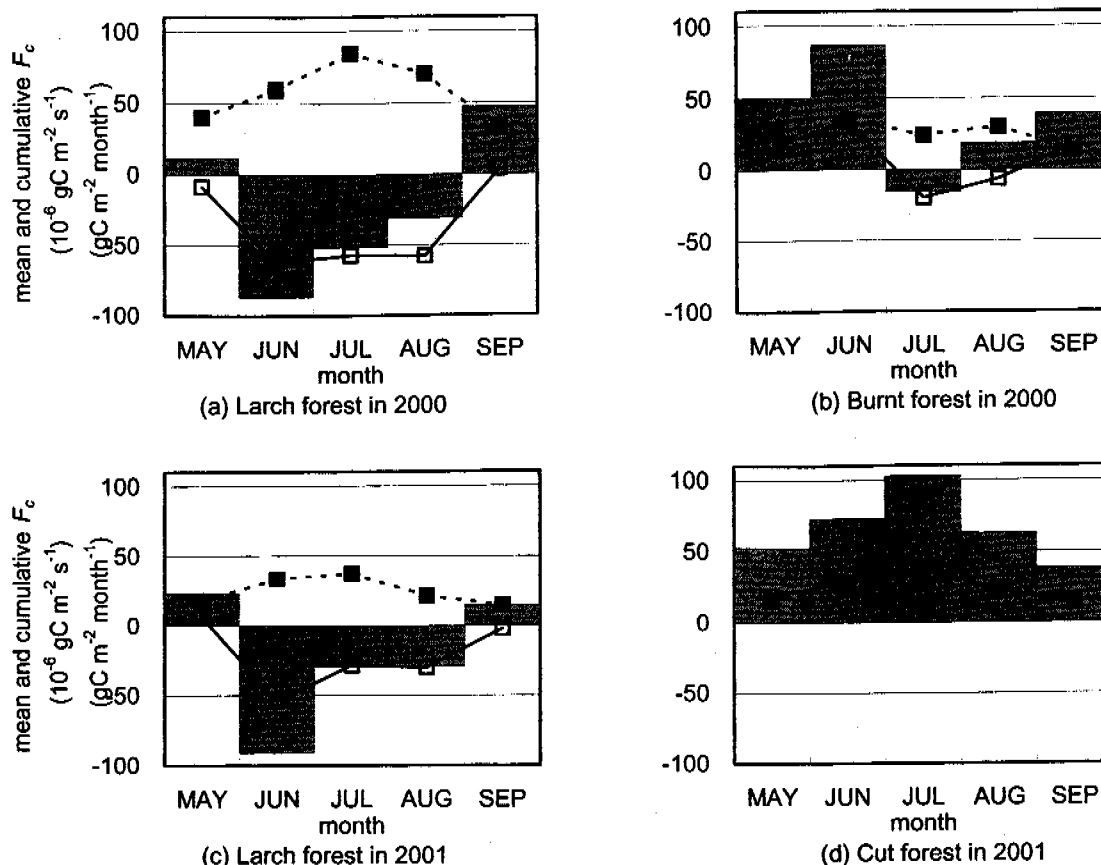 mean and cumulative F_c
(10⁻⁶ gC m⁻² s⁻¹)
(gC m⁻² month⁻¹)
100
50
0
-50
-100
MAY JUN JUL AUG SEP
month
(a) Larch forest in 2000
100
50
0
-50
-100
MAY JUN JUL AUG SEP
month
(b) Burnt forest in 2000
mean and cumulative F_c
(10⁻⁶ gC m⁻² s⁻¹)
(gC m⁻² month⁻¹)
100
50
0
-50
-100
MAY JUN JUL AUG SEP
month
(c) Larch forest in 2001
100
50
0
-50
-100
MAY JUN JUL AUG SEP
month
(d) Cut forest in 2001